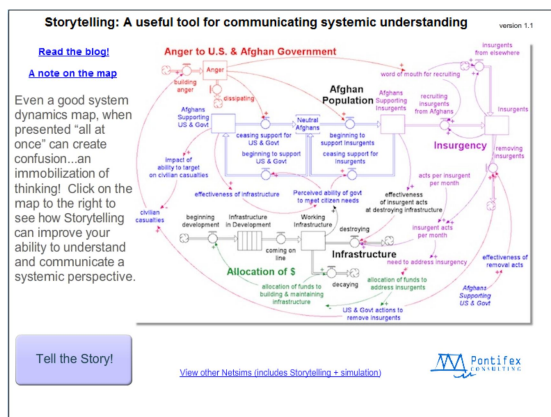 Storytelling: A useful tool for communicating systemic understanding
version 1.1
Read the blog!
A note on the map
Even a good system
dynamics map, when
presented "all at
once" can create
confusion...an
immobilization of
thinking! Click on the
map to the right to
see how Storytelling
can improve your
ability to understand
and communicate a
systemic perspective.
Tell the Story!
Anger to U.S. & Afghan Government
Anger
building
anger
dissipating
word of mouth for recruiting
insurgents
from elsewhere
Afghan
Population
Afghans
Supporting
US & Govt
Neutral
Afghans
Afghans
Supporting
Insurgents
recruiting
insurgents
from Afghans
Insurgents
ceasing support for
US & Govt
beginning to
support Insurgents
Insurgency
removing
insurgents
beginning to
support US & Govt
ceasing support for
Insurgents
Impact of
ability to target
on civilian casualties
acts per insurgent
per month
effectiveness of infrastructure
Perceived ability of govt
to meet citizen needs
effectiveness
of insurgent acts
at destroying infrastructure
civilian
casualties
beginning
development
Infrastructure
in Development
Working
Infrastructure
destroying
insurgent acts
per month
coming on
line
Infrastructure
need to address insurgency
effectiveness of
removal acts
Allocation of $
decaying
allocation of funds to
building & maintaining
infrastructure
allocation of funds to
address insurgents
Afghans
Supporting
US & Govt
US & Govt actions to
remove insurgents
View other Netsims (includes Storytelling + simulation)
Pontifex
CONSULTING